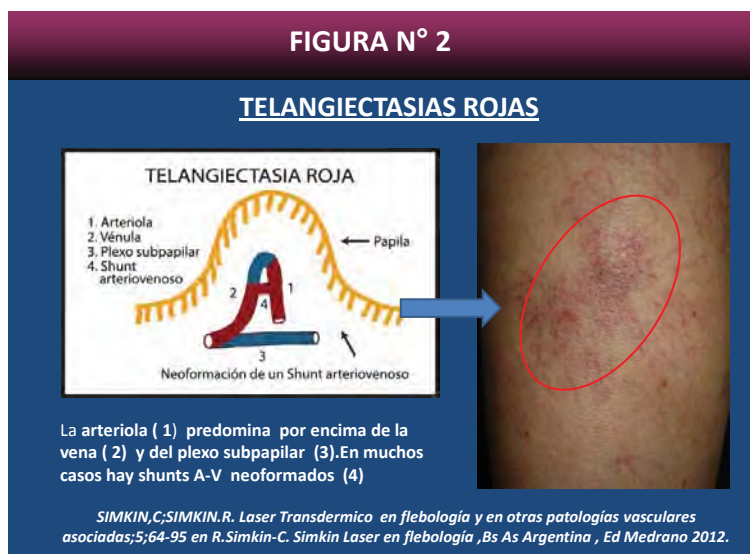 FIGURA N° 2
TELANGIECTASIAS ROJAS
TELANGIECTASIA ROJA
1. Arteriola
2. Vénula
3. Plexo subpapilar
4. Shunt
arteriovenoso
Papila
2
1
4
3
Neoformación de un Shunt arteriovenoso
La arteriola ( 1) predomina por encima de la
vena ( 2) y del plexo subpapilar (3).En muchos
casos hay shunts A-V neoformados (4)
SIMKIN,C;SIMKIN.R. Laser Transdermico en flebología y en otras patologías vasculares
asociadas;5;64-95 en R.Simkin-C. Simkin Laser en flebología ,Bs As Argentina , Ed Medrano 2012.